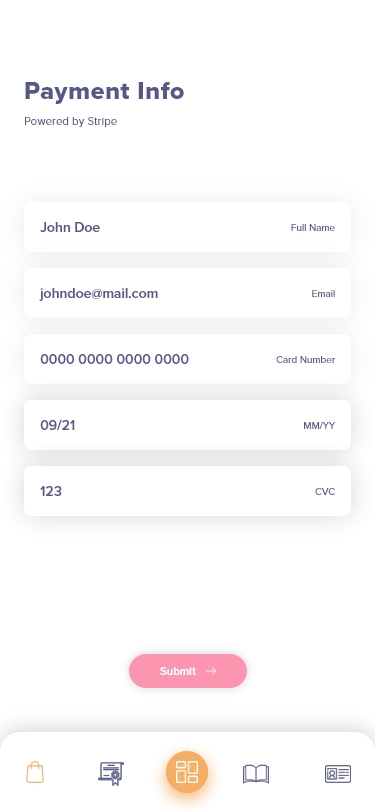 Payment Info
Powered by Stripe
John Doe Full Name
johndoe@mail.com Email
0000 0000 0000 0000 Card Number
09/21 MM/YY
123 CVC
Submit →